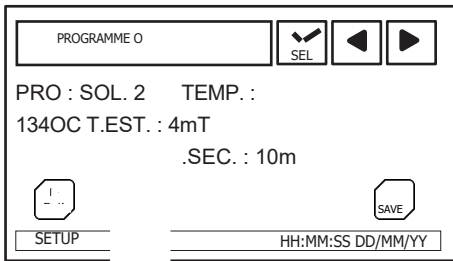 PROGRAMME O
SEL
PRO : SOL. 2 TEMP. :
134OC T.EST. : 4mT
.SEC. : 10m
SAVE
SETUP HH:MM:SS DD/MM/YY